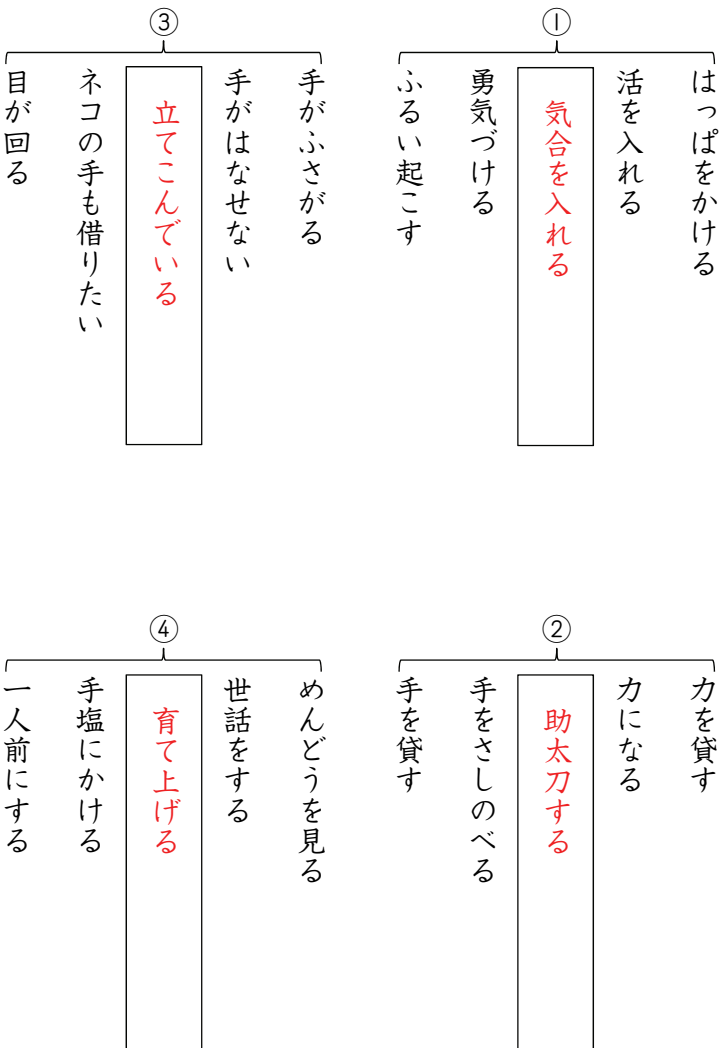 ①
はっぱをかける
活を入れる
気合を入れる
勇気づける
ふるい起こす
②
力を貸す
力になる
助太刀する
手をさしのべる
手を貸す
③
手がふさがる
手がはなせない
立てこんでいる
ネコの手も借りたい
目が回る
④
めんどうを見る
世話をする
育て上げる
手塩にかける
一人前にする